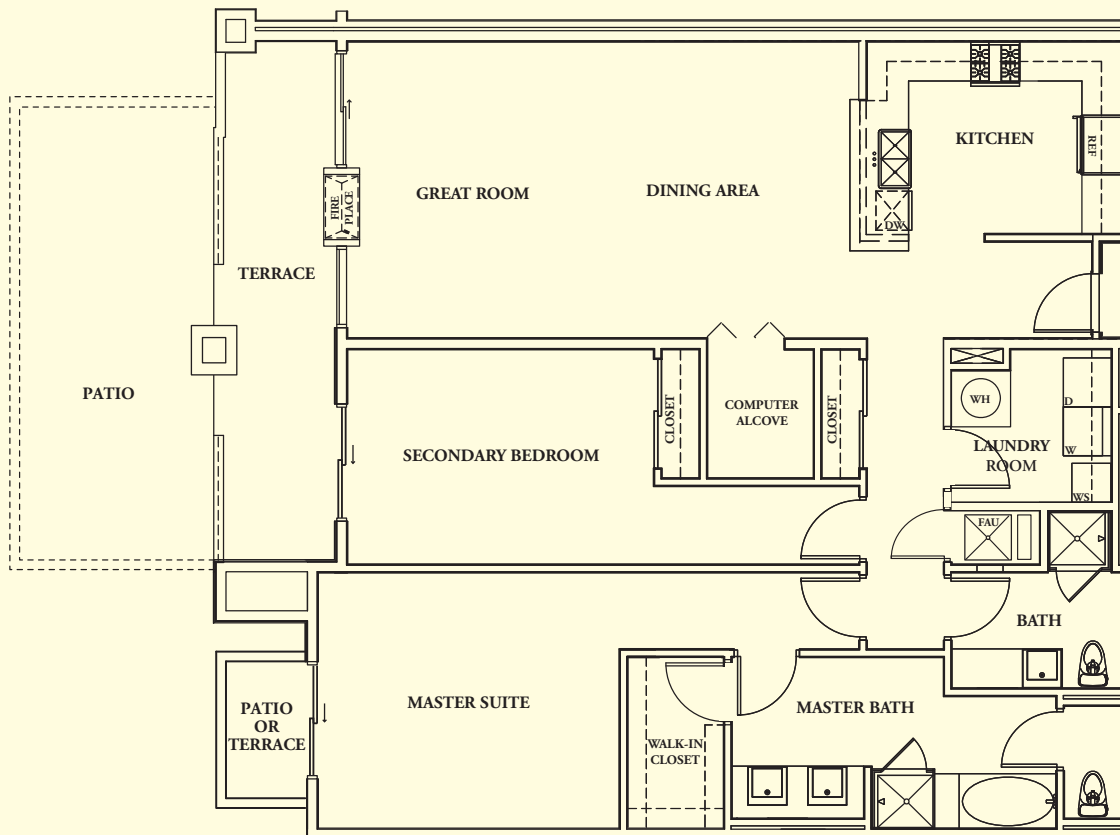 KITCHEN
REF
GREAT ROOM
DINING AREA
FIRE
PLACE
DW
TERRACE
PATIO
CLOSET
COMPUTER
ALCOVE
CLOSET
WH
D
SECONDARY BEDROOM
LAUNDRY
ROOM
W
WS
FAU
BATH
MASTER SUITE
MASTER BATH
PATIO
OR
TERRACE
WALK-IN
CLOSET